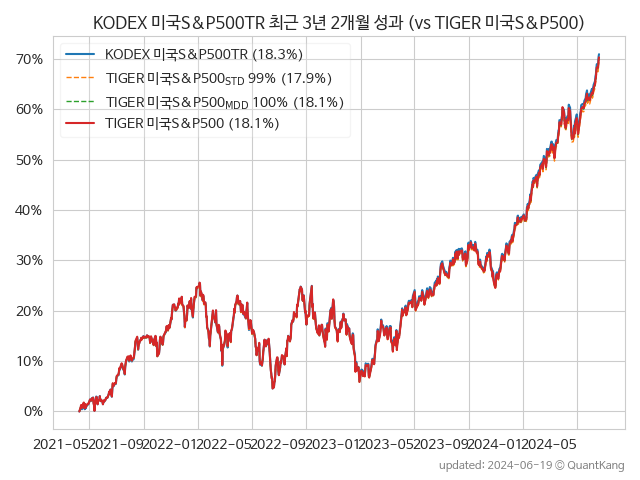 KODEX 미국S&P500TR 최근 3년 2개월 성과 (vs TIGER 미국S&P500)
KODEX 미국S&P500TR (18.3%)
TIGER 미국S&P500STD 99% (17.9%)
TIGER 미국S&P500MDD 100% (18.1%)
TIGER 미국S&P500 (18.1%)
70%
60%
50%
40%
30%
20%
10%
0%
2021-05 2021-09 2022-01 2022-05 2022-09 2023-01 2023-05 2023-09 2024-01 2024-05
updated: 2024-06-19 © QuantKang